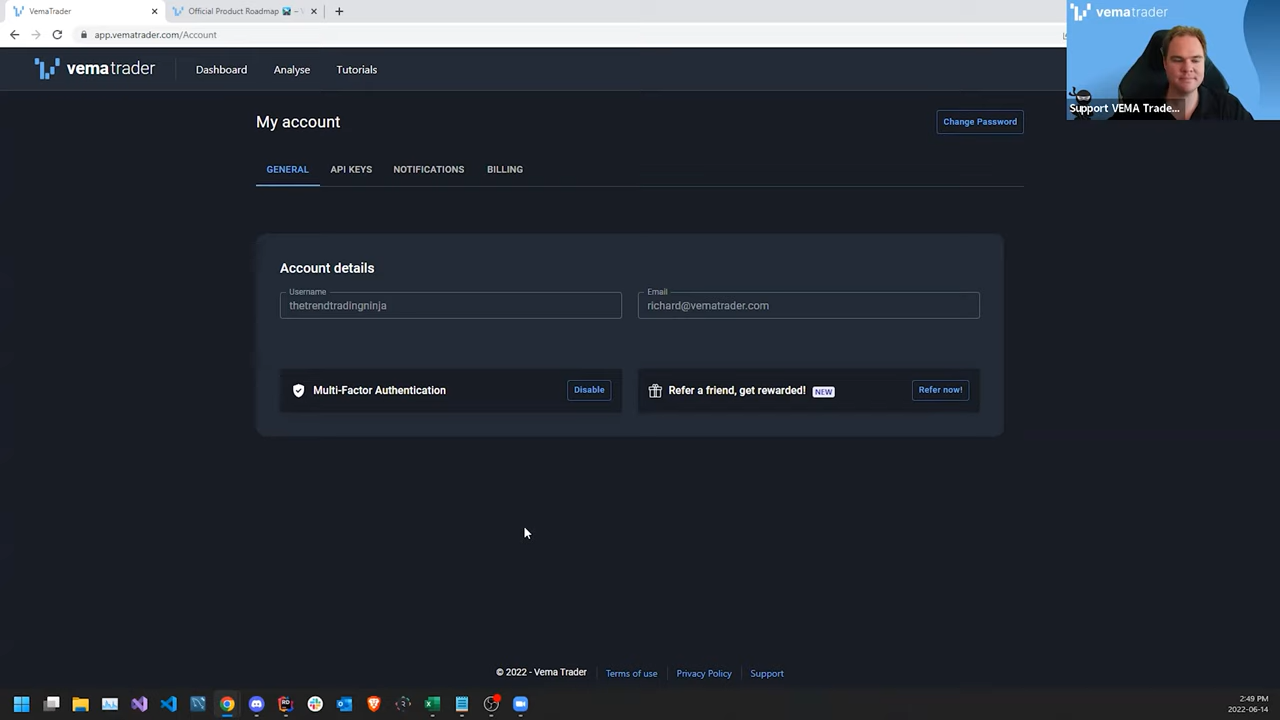 VemaTrader
Official Product Roadmap
app.vematrader.com/Account
vematrader
Dashboard
Analyse
Tutorials
vematrader
Support VEMA Trade...
My account
Change Password
GENERAL
API KEYS
NOTIFICATIONS
BILLING
Account details
Username
thetrendtradingninja
Email
richard@vematrader.com
Multi-Factor Authentication
Disable
Refer a friend, get rewarded!
NEW
Refer now!
© 2022 - Vema Trader
Terms of use
Privacy Policy
Support
2:49 PM
2022-06-14